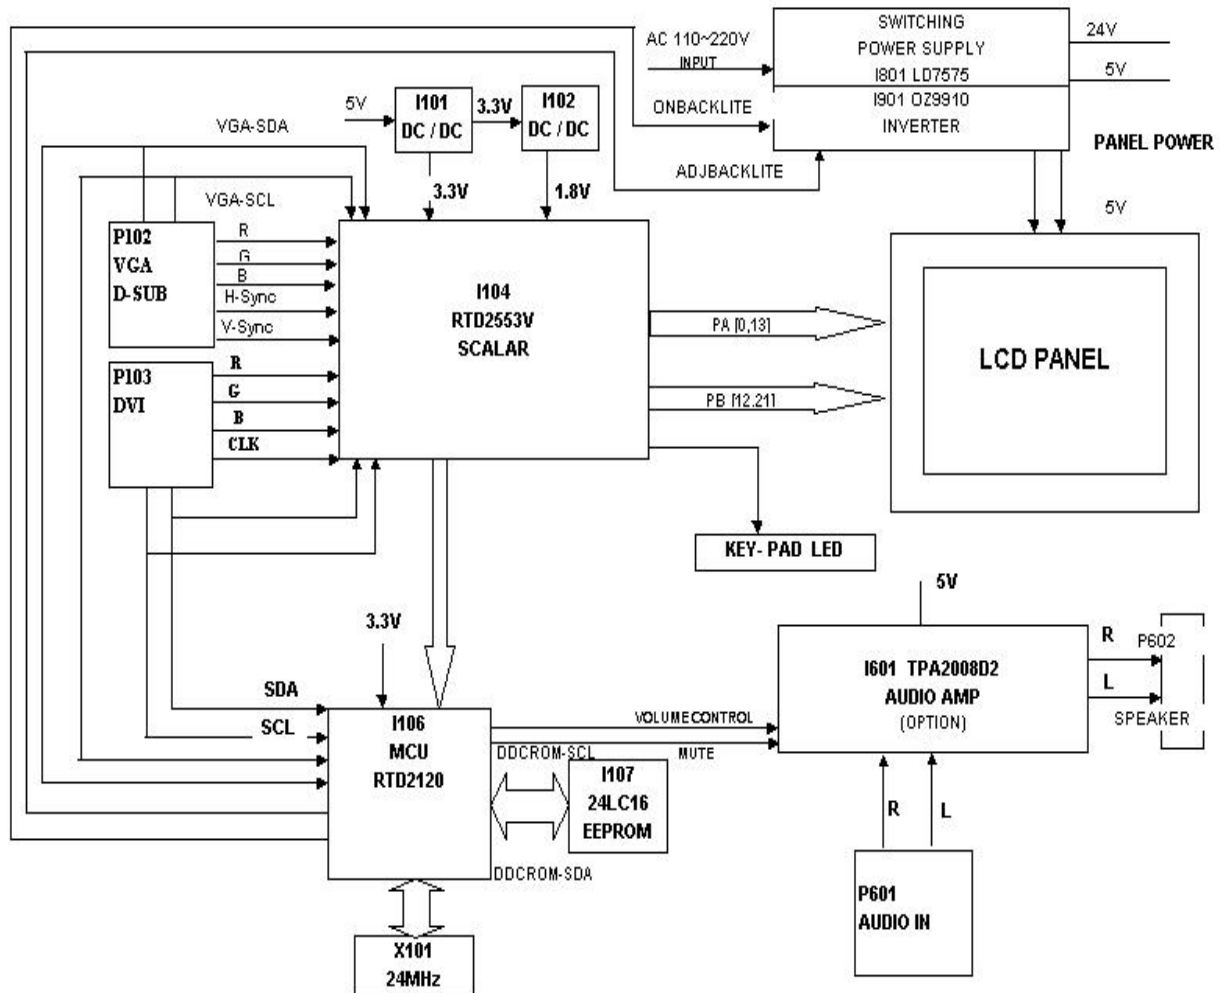 SWITCHING
POWER SUPPLY
I801 LD7575
I901 OZ9910
INVERTER
AC 110~220V
INPUT
24V
5V
ONBACKLITE
ADJBACKLITE
PANEL POWER
5V
5V
I101
DC / DC
3.3V
I102
DC / DC
3.3V
1.8V
VGA-SDA
VGA-SCL
P102
VGA
D-SUB
R
G
B
H-Sync
V-Sync
P103
DVI
R
G
B
CLK
I104
RTD2553V
SCALAR
PA [0,13]
PB [12.21]
LCD PANEL
KEY- PAD LED
3.3V
SDA
SCL
I106
MCU
RTD2120
VOLUME CONTROL
MUTE
DDCROM-SCL
I107
24LC16
EEPROM
DDCROM-SDA
X101
24MHz
5V
I601 TPA2008D2
AUDIO AMP
(OPTION)
R
L
P602
SPEAKER
R
L
P601
AUDIO IN